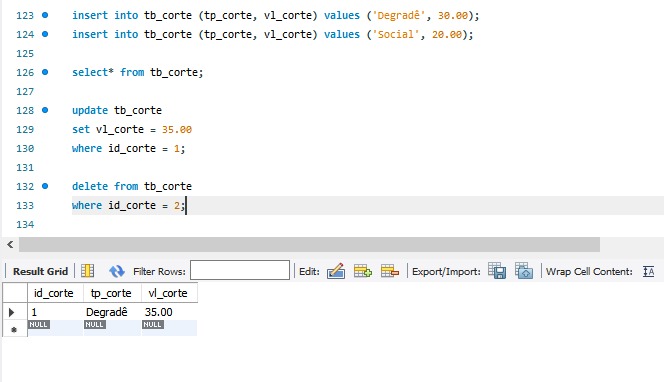 123 insert into tb_corte (tp_corte, vl_corte) values ('Degradê', 30.00);
124 insert into tb_corte (tp_corte, vl_corte) values ('Social', 20.00);
125
126 select* from tb_corte;
127
128 update tb_corte
129 set vl_corte = 35.00
130 where id_corte = 1;
131
132 delete from tb_corte
133 where id_corte = 2;
134
Result Grid Filter Rows: Edit: Export/Import: Wrap Cell Content: IA
id_corte tp_corte vl_corte
1 Degradê 35.00
NULL NULL NULL